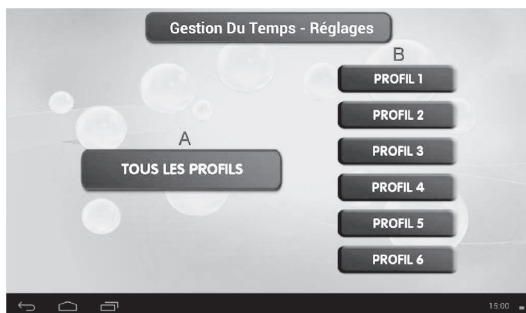 Gestion Du Temps - Réglages
A
TOUS LES PROFILS
B
PROFIL 1
PROFIL 2
PROFIL 3
PROFIL 4
PROFIL 5
PROFIL 6
15:00